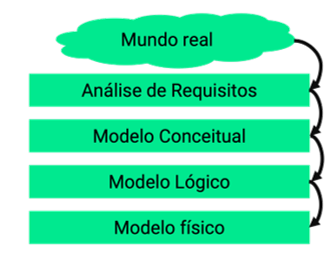 Mundo real
Análise de Requisitos
Modelo Conceitual
Modelo Lógico
Modelo físico